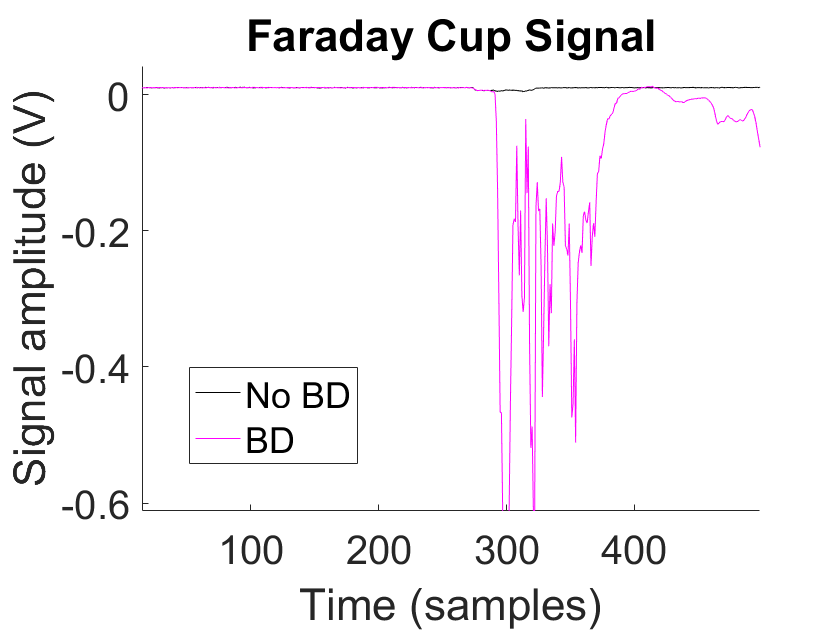 Faraday Cup Signal
Signal amplitude (V)
0
-0.2
-0.4
-0.6
No BD
BD
100 200 300 400
Time (samples)